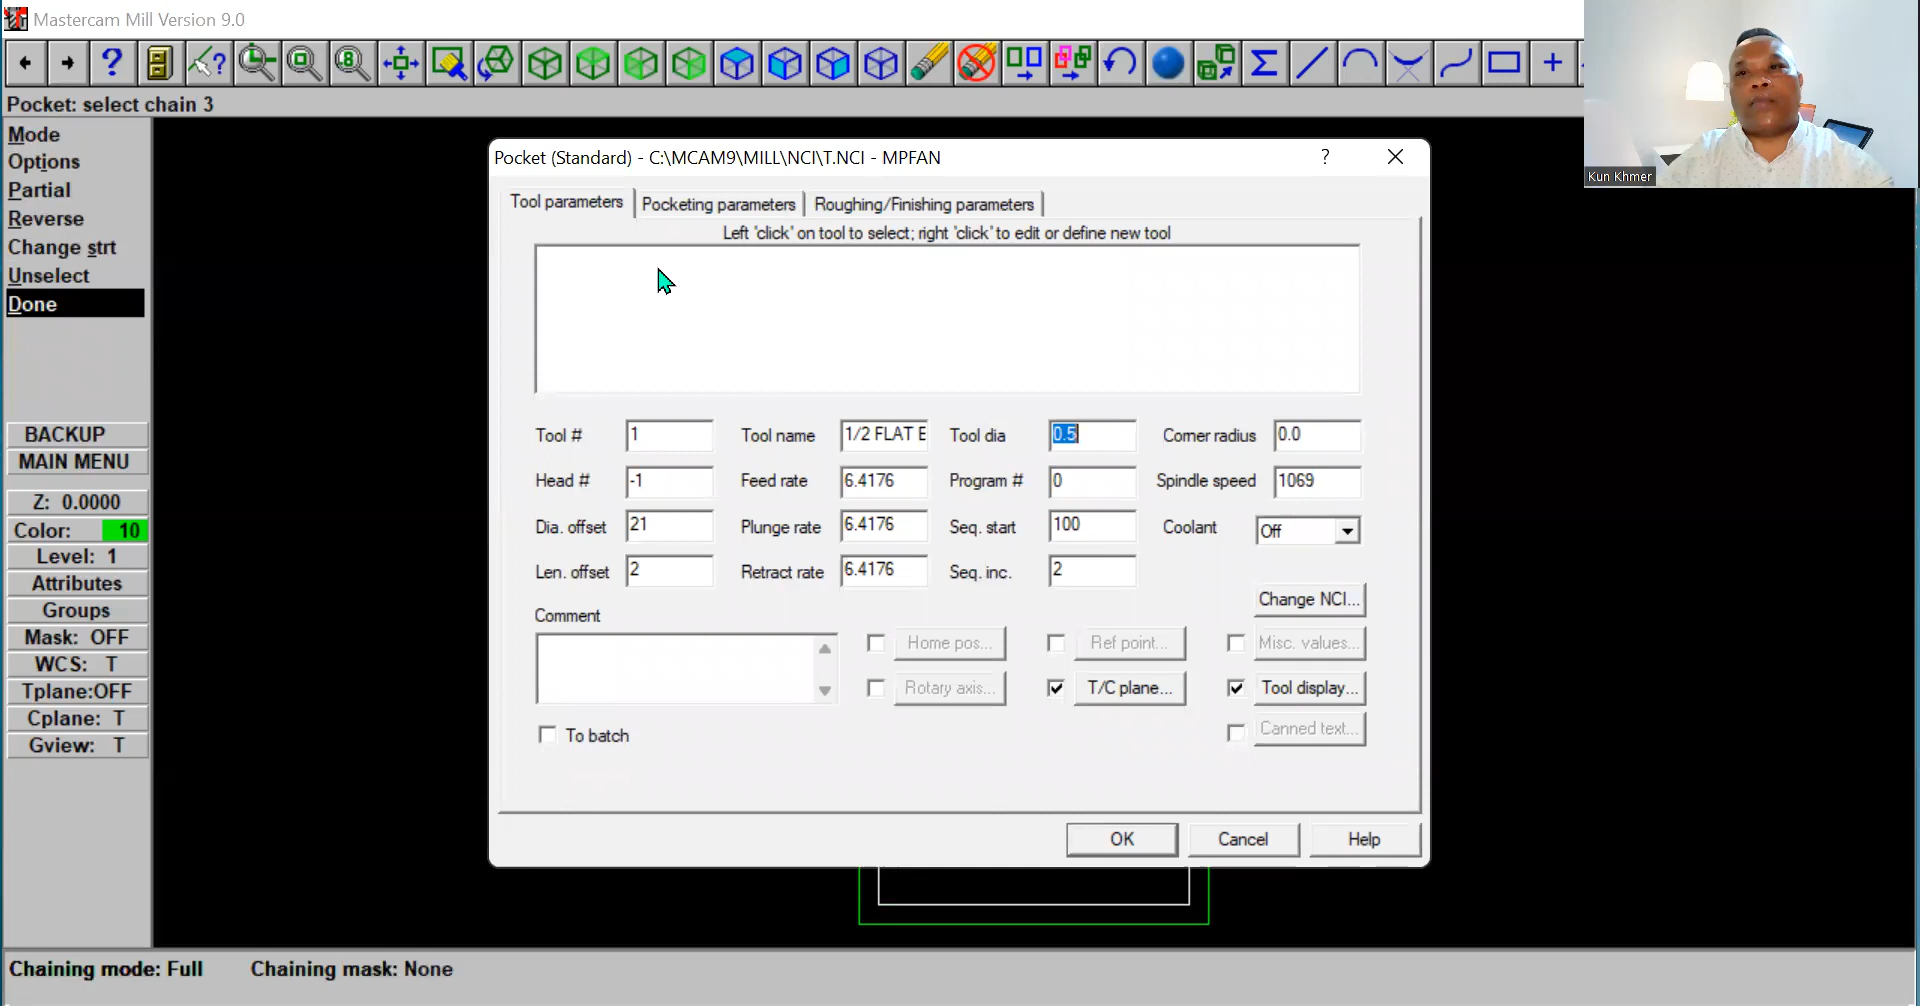 Mastercam Mill Version 9.0
Pocket: select chain 3
Mode
Options
Partial
Reverse
Change strt
Unselect
Done
BACKUP
MAIN MENU
Z: 0.0000
Color: 10
Level: 1
Attributes
Groups
Mask: OFF
WCS: T
Tplane:OFF
Cplane: T
Gview: T
Chaining mode: Full Chaining mask: None
Kun Khmer
Pocket (Standard) - C:\MCAM9\MILL\NCI\T.NCI - MPFAN
Tool parameters Pocketing parameters Roughing/Finishing parameters
Left 'click' on tool to select; right 'click' to edit or define new tool
Tool # 1 Tool name 1/2 FLAT E Tool dia 0.5 Corner radius 0.0
Head # -1 Feed rate 6.4176 Program # 0 Spindle speed 1069
Dia. offset 21 Plunge rate 6.4176 Seq. start 100 Coolant Off
Len. offset 2 Retract rate 6.4176 Seq. inc. 2
Change NCI...
Comment
Home pos... Ref point... Misc. values...
Rotary axis... T/C plane... Tool display...
To batch Canned text...
OK Cancel Help